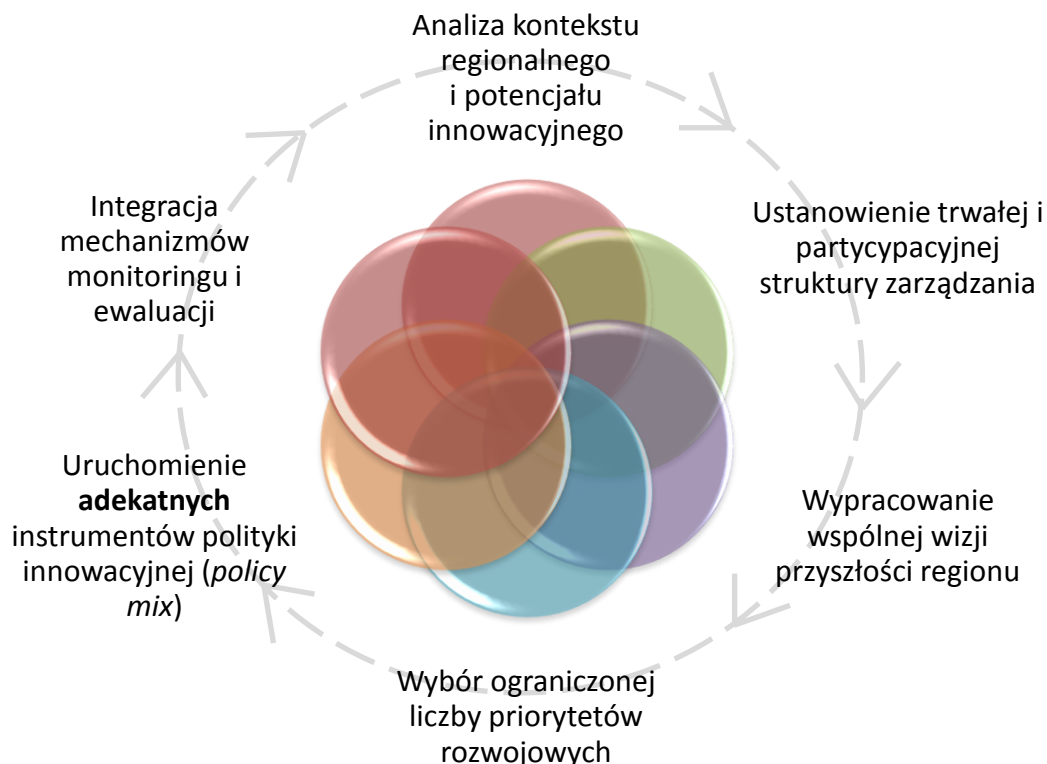 Analiza kontekstu
regionalnego
i potencjału
innowacyjnego
Ustanowienie trwałej i
partycypacyjnej
struktury zarządzania
Wypracowanie
wspólnej wizji
przyszłości regionu
Wybór ograniczonej
liczby priorytetów
rozwojowych
Uruchomienie
adekatnych
instrumentów polityki
innowacyjnej (policy
mix)
Integracja
mechanizmów
monitoringu i
ewaluacji